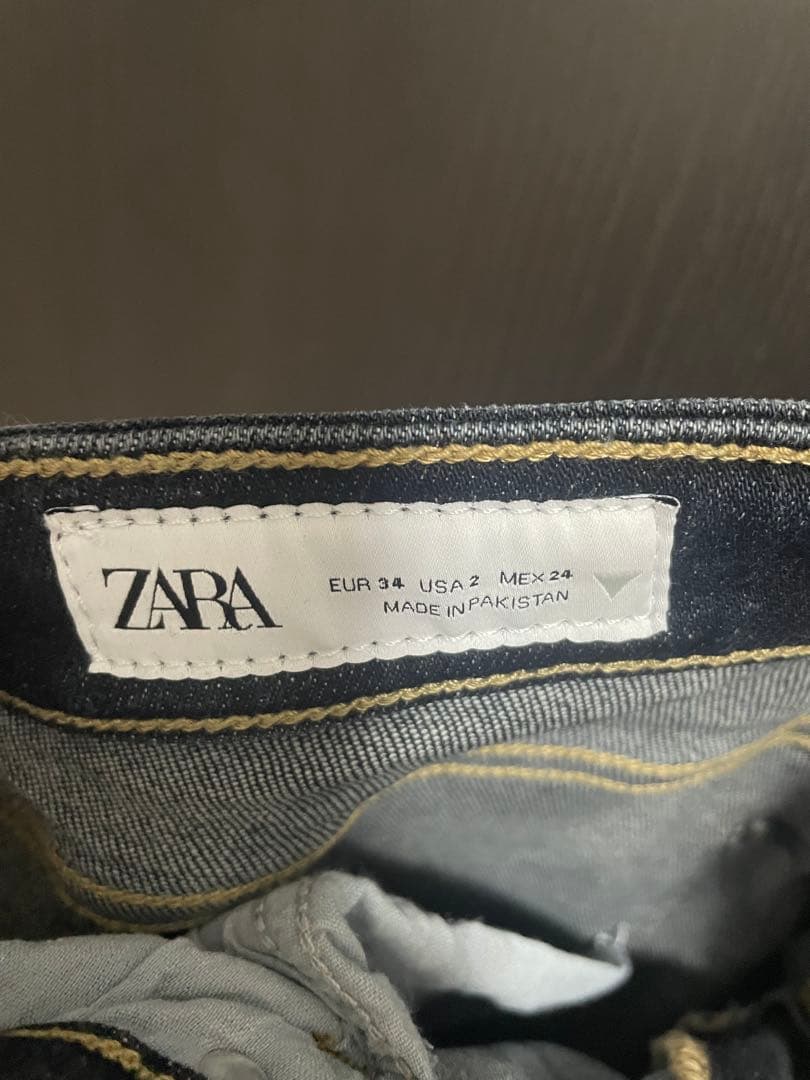 ZARA
EUR 34 USA 2 MEX 24
MADE IN PAKISTAN